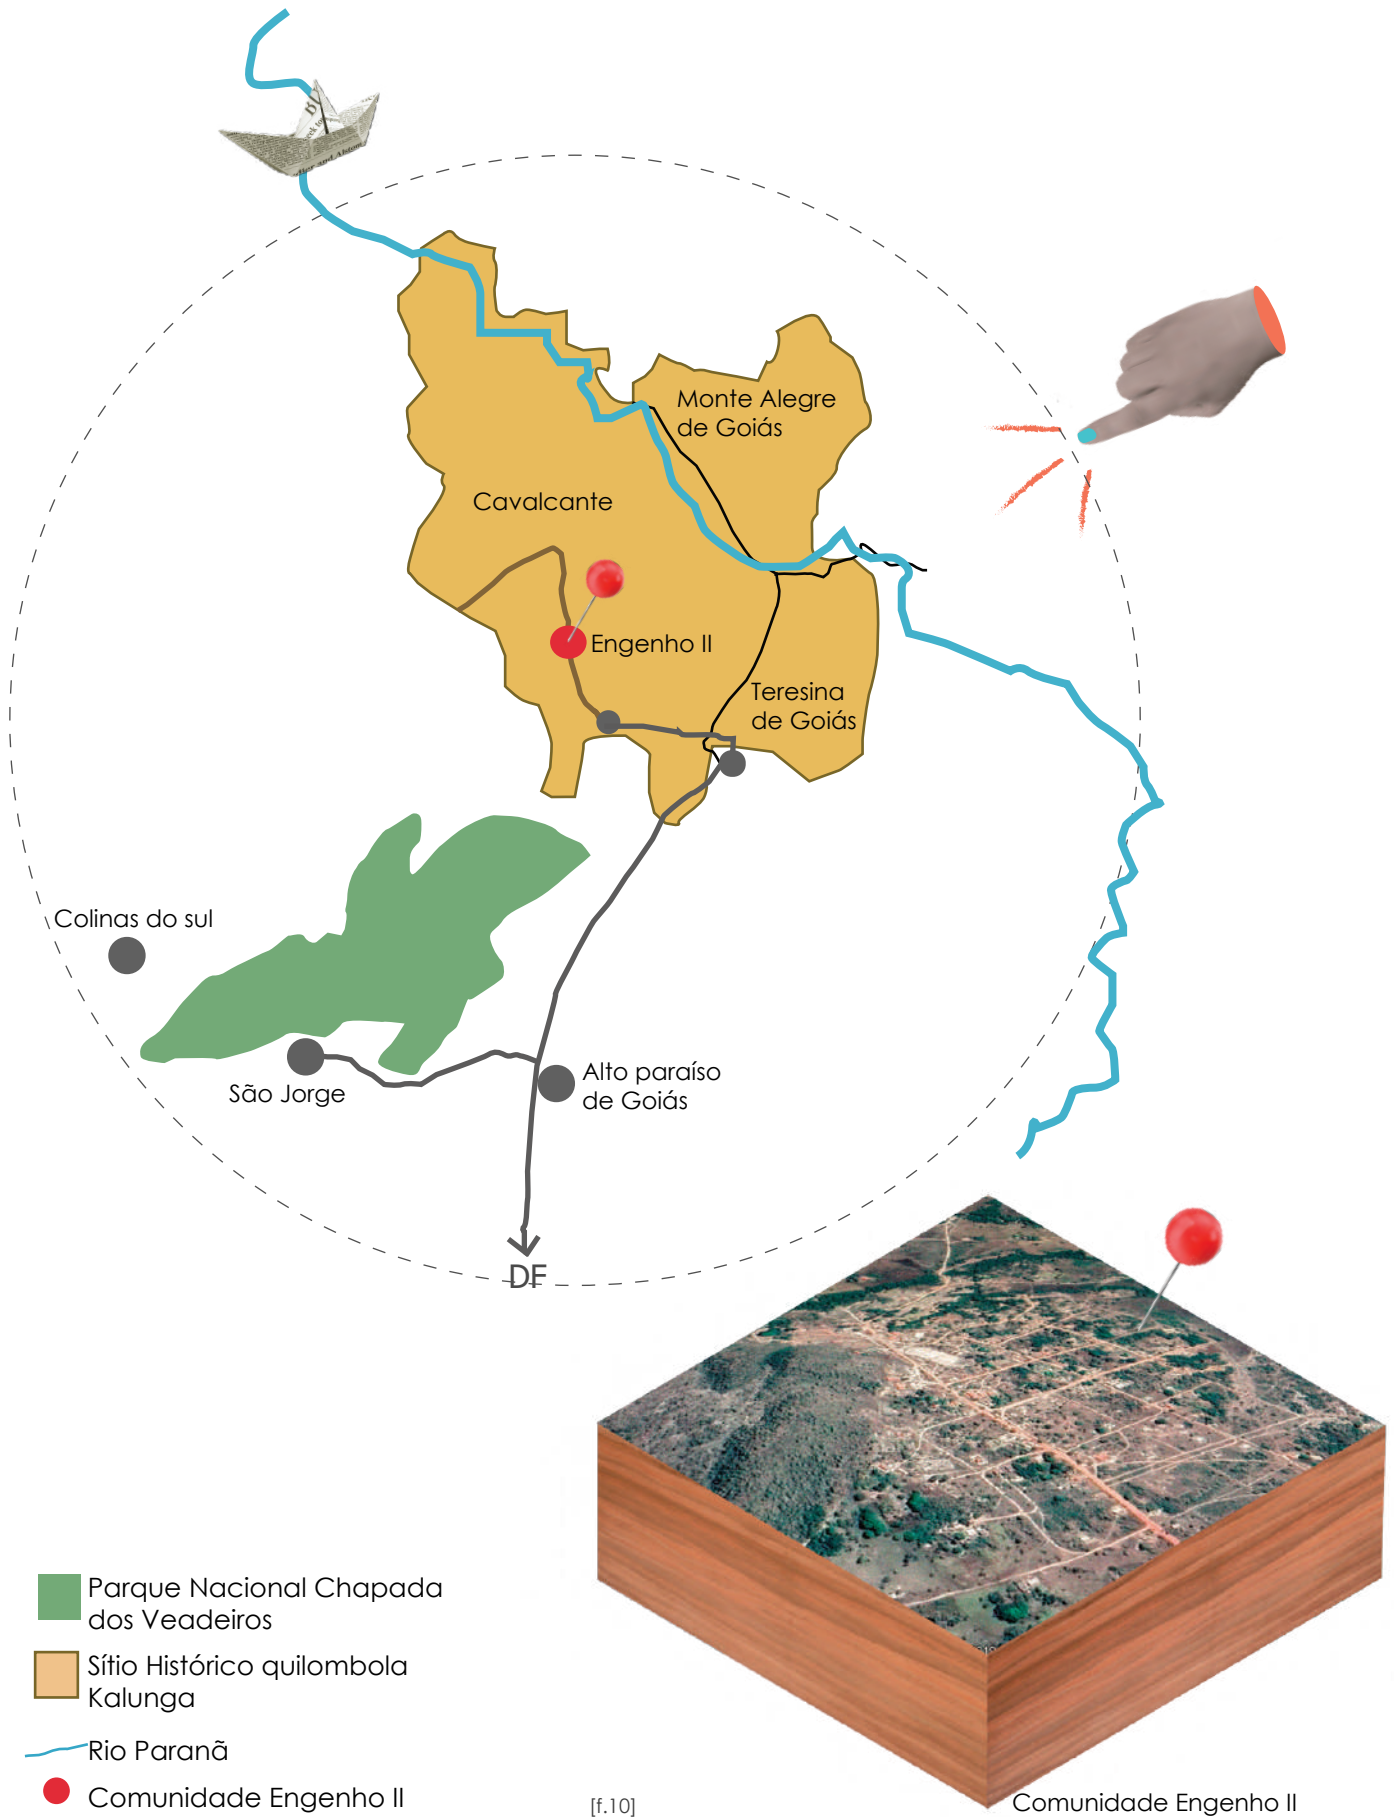 Monte Alegre
de Goiás
Cavalcante
Engenho II
Teresina
de Goiás
Colinas do sul
São Jorge
Alto paraíso
de Goiás
DF
Parque Nacional Chapada
dos Veadeiros
Sítio Histórico quilombola
Kalunga
Rio Paranã
Comunidade Engenho II
[f.10]
Comunidade Engenho II